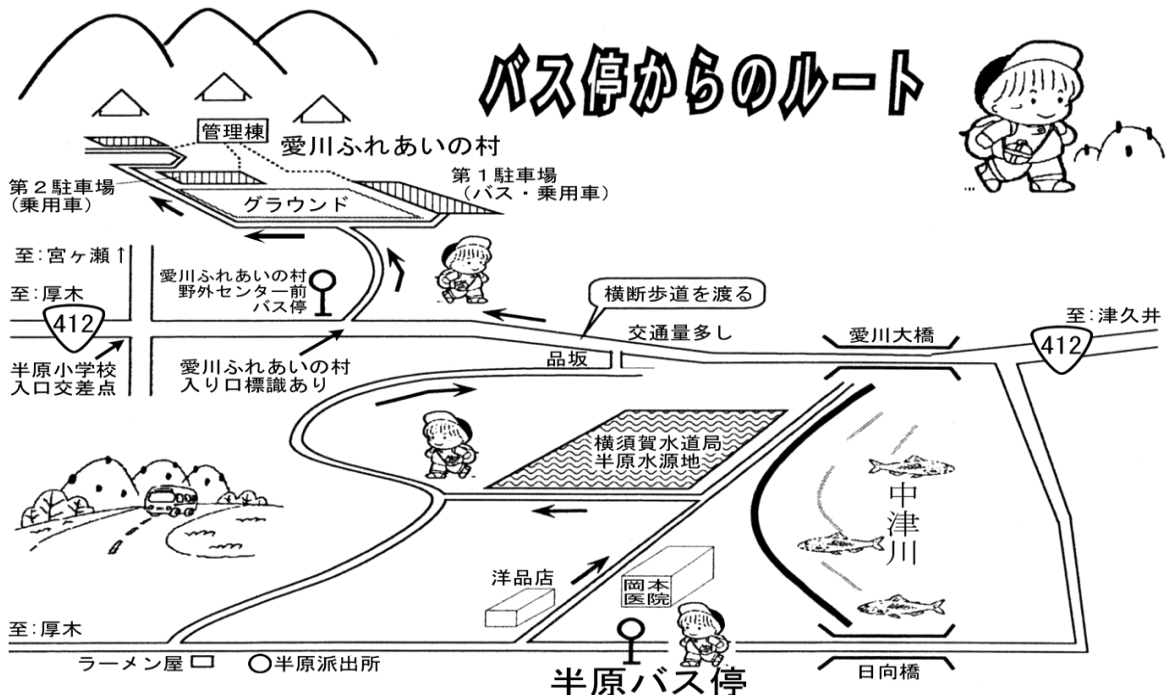 バス停からのルート
管理棟
愛川ふれあいの村
第1駐車場
(バス・乗用車)
第2駐車場
(乗用車)
グラウンド
至:宮ヶ瀬↑
愛川ふれあいの村
野外センター前
バス停
至:厚木
412
横断歩道を渡る
交通量多し
愛川大橋
至:津久井
412
半原小学校
入口交差点
愛川ふれあいの村
入り口標識あり
品坂
横須賀水道局
半原水源地
中津川
洋品店
岡本
医院
至:厚木
ラーメン屋
半原派出所
半原バス停
日向橋